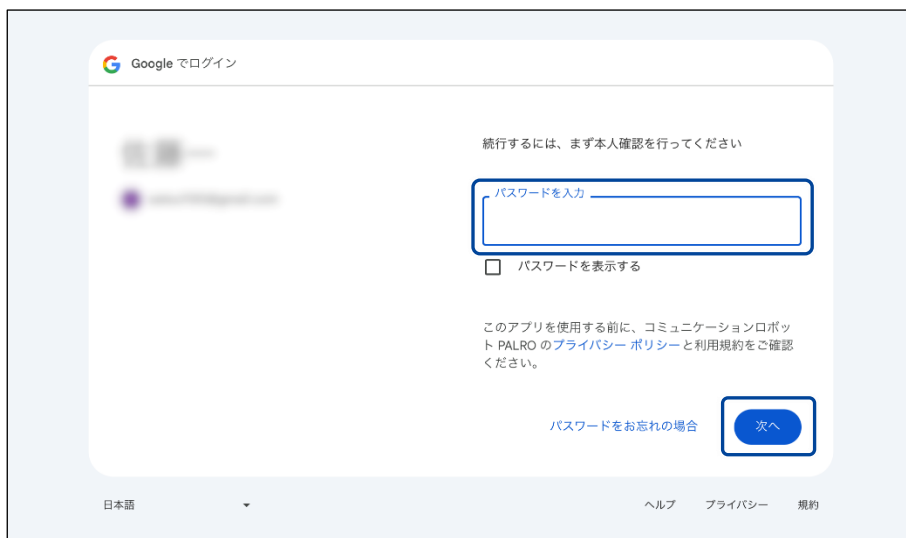 Google でログイン
続行するには、まず本人確認を行ってください
パスワードを入力
パスワードを表示する
このアプリを使用する前に、コミュニケーションロボッ
ト PALRO のプライバシー ポリシーと利用規約をご確認
ください。
パスワードをお忘れの場合
次へ
日本語
ヘルプ プライバシー 規約